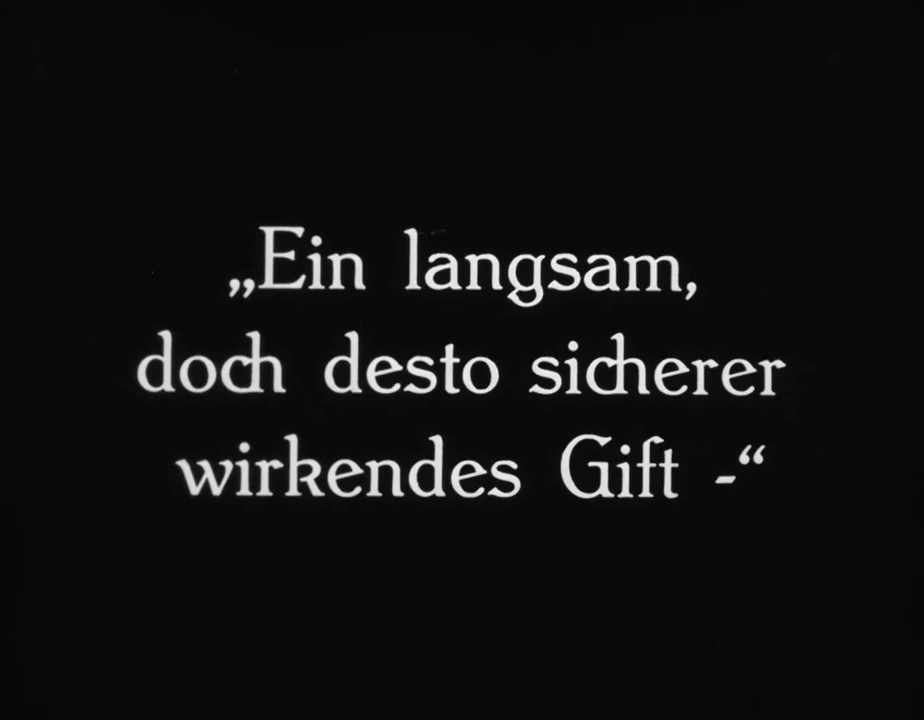 „Ein langsam,
doch desto sicherer
wirkendes Gift -“